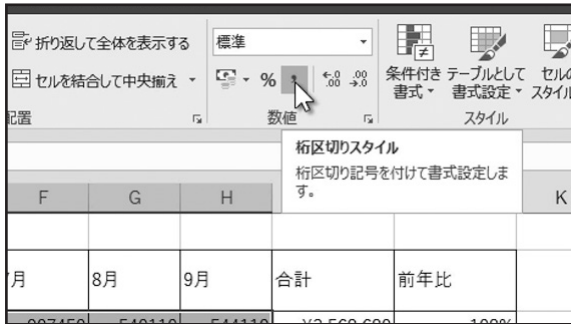 折り返して全体を表示する
標準
セルを結合して中央揃え
%
条件付き
書式
テーブルとして
書式設定
セルの
スタイル
配置
数値
スタイル
桁区切りスタイル
桁区切り記号を付けて書式設定しま
す。
F G H K
8月 9月 合計 前年比